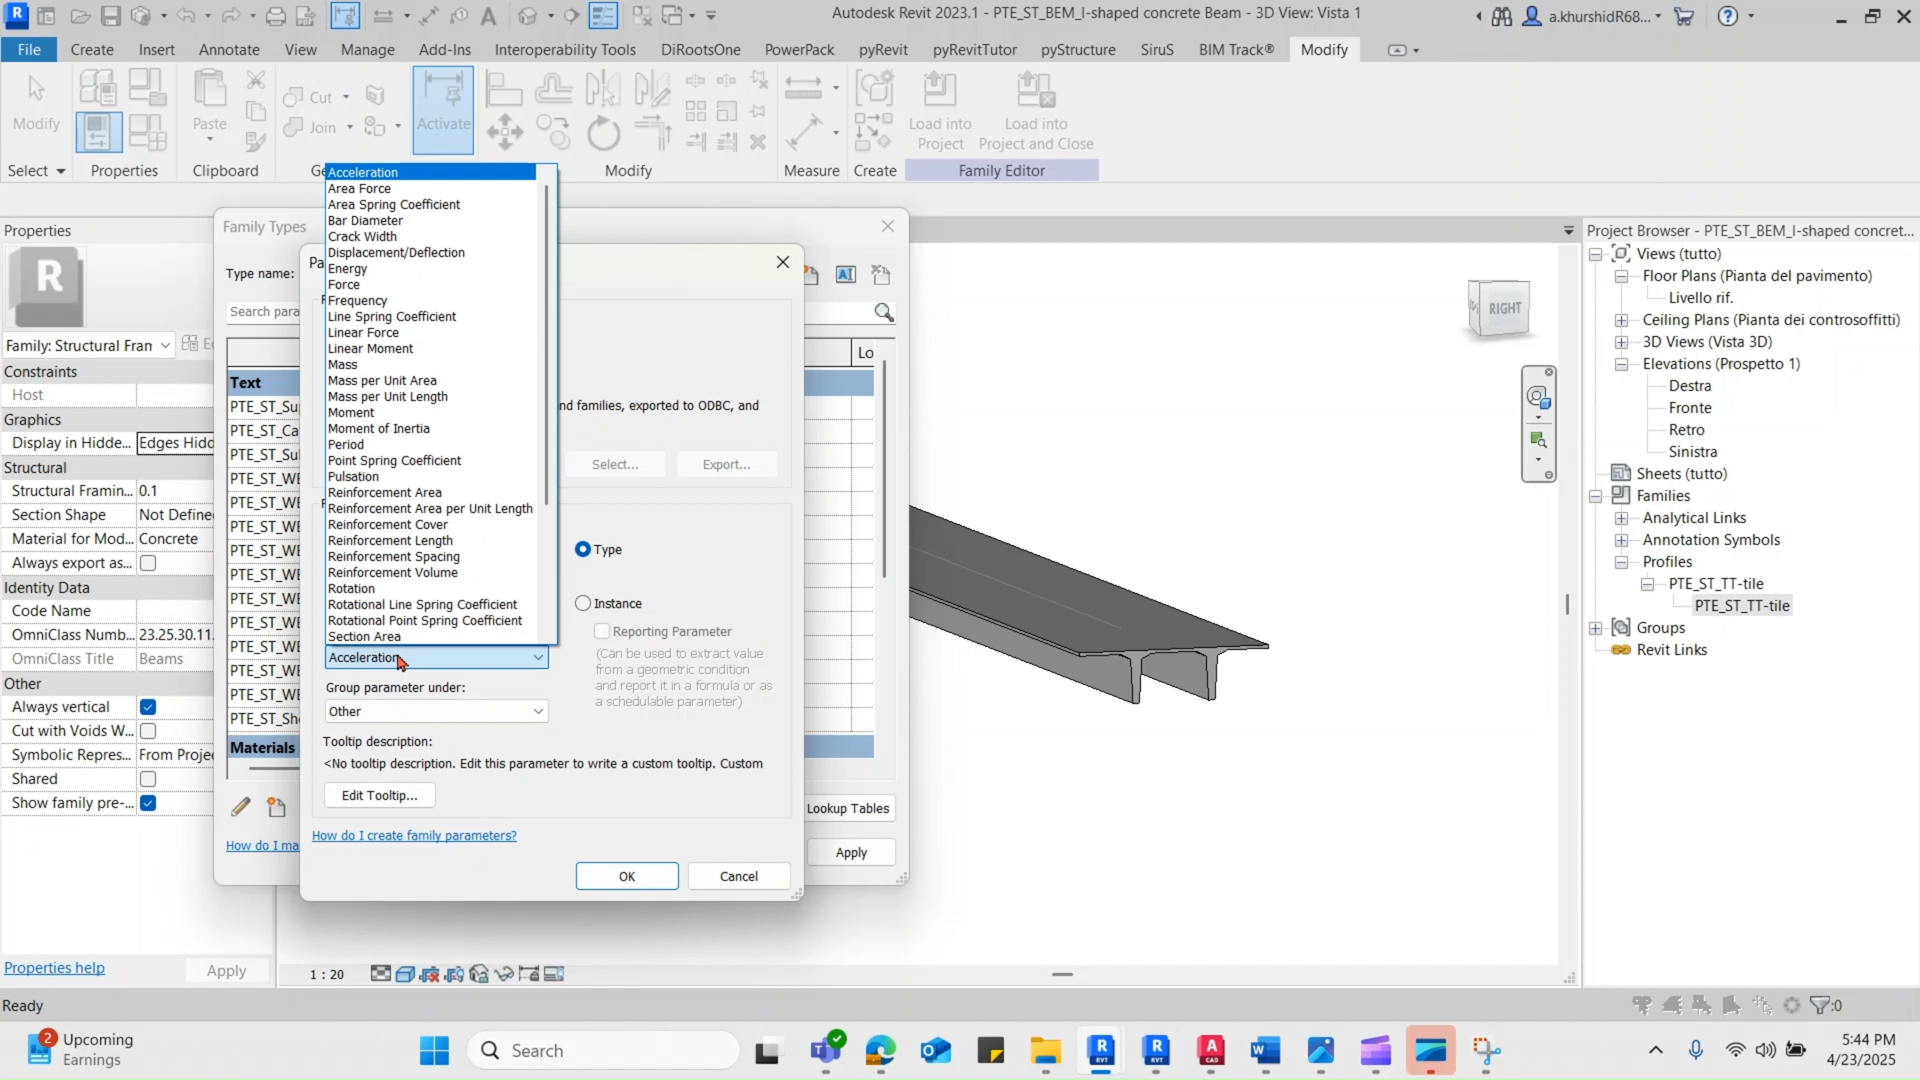 Autodesk Revit 2023.1 - PTE_ST_BEM_I-shaped concrete Beam - 3D View: Vista 1
a.khurshidR68...
File Create Insert Annotate View Manage Add-Ins Interoperability Tools DiRootsOne PowerPack pyRevit pyRevitTutor pyStructure SiruS BIM Track® Modify
Modify
Paste
Cut
Join
Activate
Load into Project
Load into Project and Close
Select Properties Clipboard Modify Measure Create Family Editor
Properties
R
Family: Structural Fran
Constraints
Host
Graphics
Display in Hidde... Edges Hidd
Structural
Structural Framin... 0.1
Section Shape Not Define
Material for Mod... Concrete
Always export as...
Identity Data
Code Name
OmniClass Numb... 23.25.30.11.
OmniClass Title Beams
Other
Always vertical
Cut with Voids W...
Symbolic Repres... From Projec
Shared
Show family pre-...
Properties help
Apply
Family Types
Type name:
Search para
Lo
Text
PTE_ST_Su
PTE_ST_Ca
PTE_ST_Sul
PTE_ST_WE
PTE_ST_WE
PTE_ST_WE
PTE_ST_WE
PTE_ST_WE
PTE_ST_WE
PTE_ST_WE
PTE_ST_WE
PTE_ST_WE
PTE_ST_WE
PTE_ST_She
Materials
How do I ma
Lookup Tables
Apply
Pa
Acceleration
Area Force
Area Spring Coefficient
Bar Diameter
Crack Width
Displacement/Deflection
Energy
Force
Frequency
Line Spring Coefficient
Linear Force
Linear Moment
Mass
Mass per Unit Area
Mass per Unit Length
Moment
Moment of Inertia
Period
Point Spring Coefficient
Pulsation
Reinforcement Area
Reinforcement Area per Unit Length
Reinforcement Cover
Reinforcement Length
Reinforcement Spacing
Reinforcement Volume
Rotation
Rotational Line Spring Coefficient
Rotational Point Spring Coefficient
Section Area
Acceleration
nd families, exported to ODBC, and
Select...
Export...
Type
Instance
Reporting Parameter
(Can be used to extract value
from a geometric condition
and report it in a formula or as
a schedulable parameter)
Group parameter under:
Other
Tooltip description:
<No tooltip description. Edit this parameter to write a custom tooltip. Custom
Edit Tooltip...
How do I create family parameters?
OK
Cancel
RIGHT
Project Browser - PTE_ST_BEM_I-shaped concret...
Views (tutto)
Floor Plans (Pianta del pavimento)
Livello rif.
Ceiling Plans (Pianta dei controsoffitti)
3D Views (Vista 3D)
Elevations (Prospetto 1)
Destra
Fronte
Retro
Sinistra
Sheets (tutto)
Families
Analytical Links
Annotation Symbols
Profiles
PTE_ST_TT-tile
PTE_ST_TT-tile
Groups
Revit Links
1 : 20
Ready
:0
2
Upcoming
Earnings
Search
5:44 PM
4/23/2025